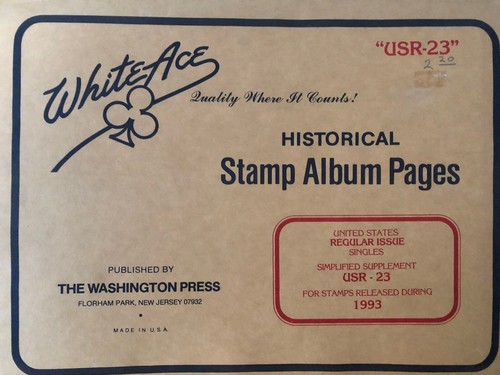 "USR-23"
2 30
White Ace
Quality Where It Counts!
HISTORICAL
Stamp Album Pages
UNITED STATES
REGULAR ISSUE
SINGLES
SIMPLIFIED SUPPLEMENT
USR - 23
FOR STAMPS RELEASED DURING
1993
PUBLISHED BY
THE WASHINGTON PRESS
FLORHAM PARK, NEW JERSEY 07932
MADE IN U.S.A.